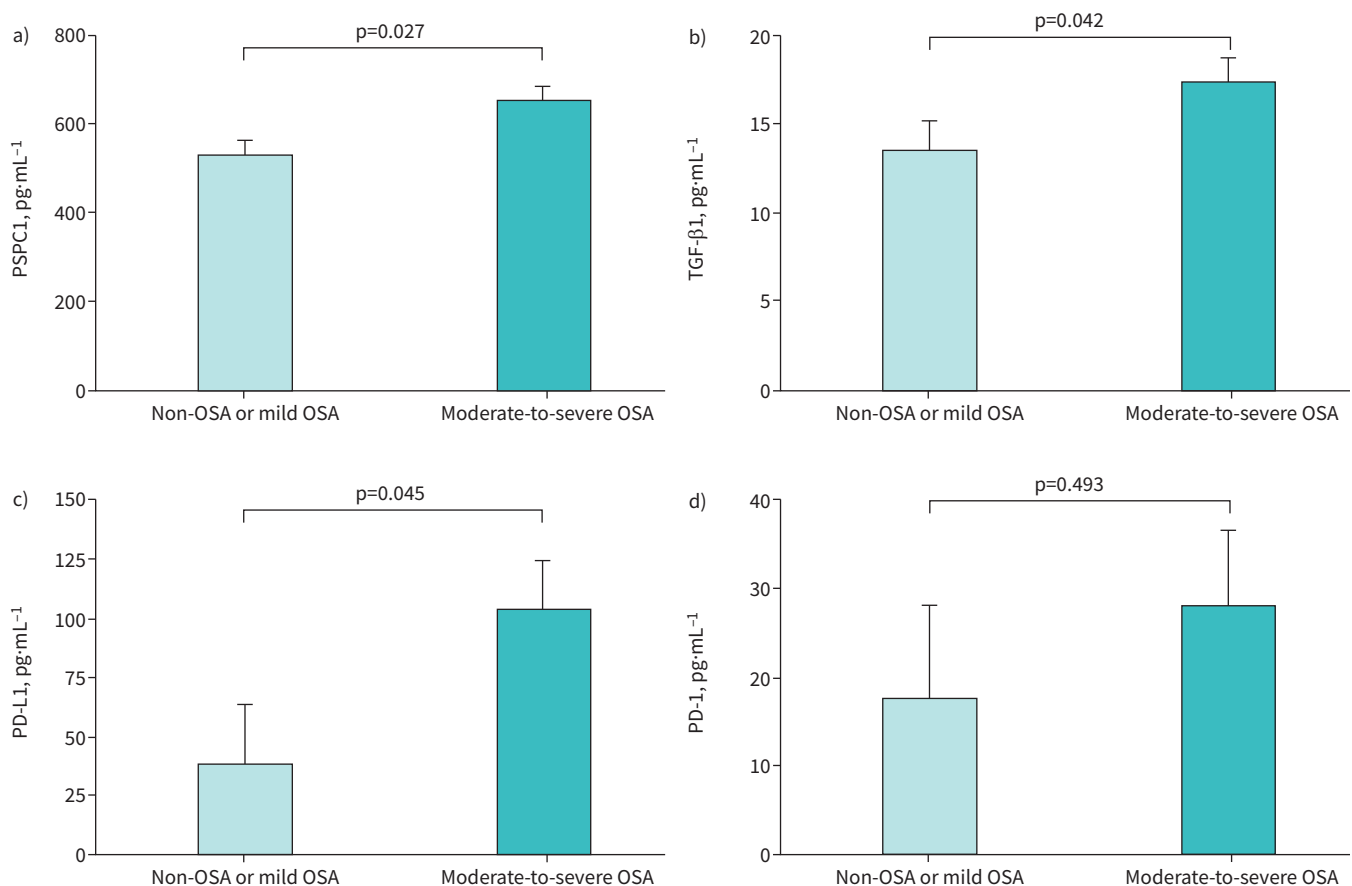 a)
p=0.027
800
600
400
200
0
PSPC1, pg·mL⁻¹
Non-OSA or mild OSA
Moderate-to-severe OSA
b)
p=0.042
20
15
10
5
0
TGF-β1, pg·mL⁻¹
Non-OSA or mild OSA
Moderate-to-severe OSA
c)
p=0.045
150
125
100
75
50
25
0
PD-L1, pg·mL⁻¹
Non-OSA or mild OSA
Moderate-to-severe OSA
d)
p=0.493
40
30
20
10
0
PD-1, pg·mL⁻¹
Non-OSA or mild OSA
Moderate-to-severe OSA